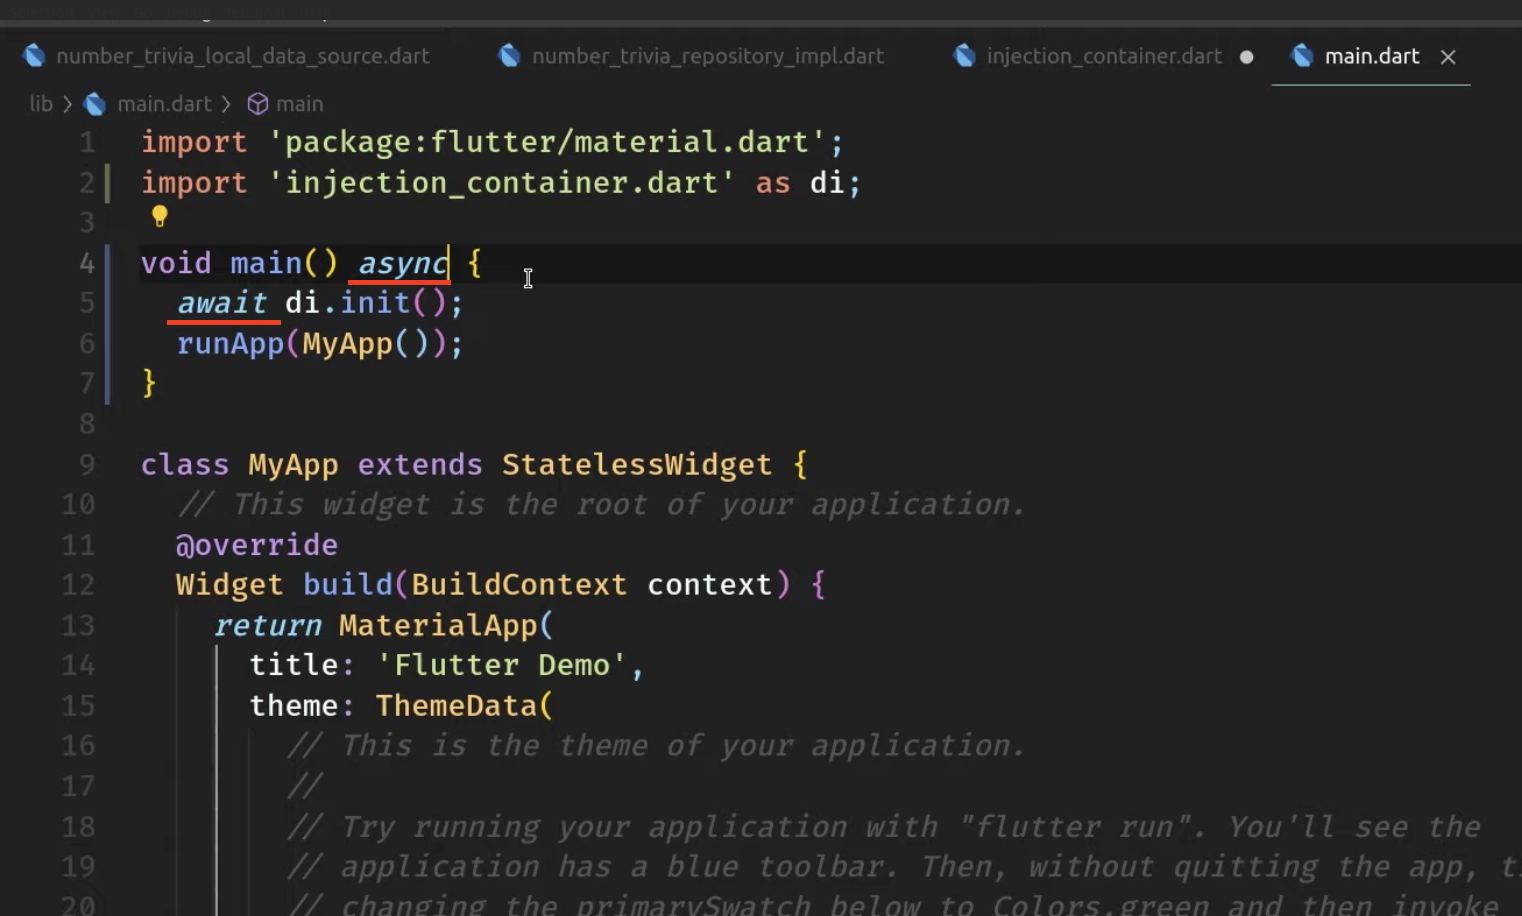 number_trivia_local_data_source.dart number_trivia_repository_impl.dart injection_container.dart main.dart
lib main.dart main
1 import 'package:flutter/material.dart';
2 import 'injection_container.dart' as di;
3
4 void main() async {
5 await di.init();
6 runApp(MyApp());
7 }
8
9 class MyApp extends StatelessWidget {
10 // This widget is the root of your application.
11 @override
12 Widget build(BuildContext context) {
13 return MaterialApp(
14 title: 'Flutter Demo',
15 theme: ThemeData(
16 // This is the theme of your application.
17 //
18 // Try running your application with "flutter run". You'll see the
19 // application has a blue toolbar. Then, without quitting the app,
20 // changing the primarySwatch below to Colors.green and then invoke